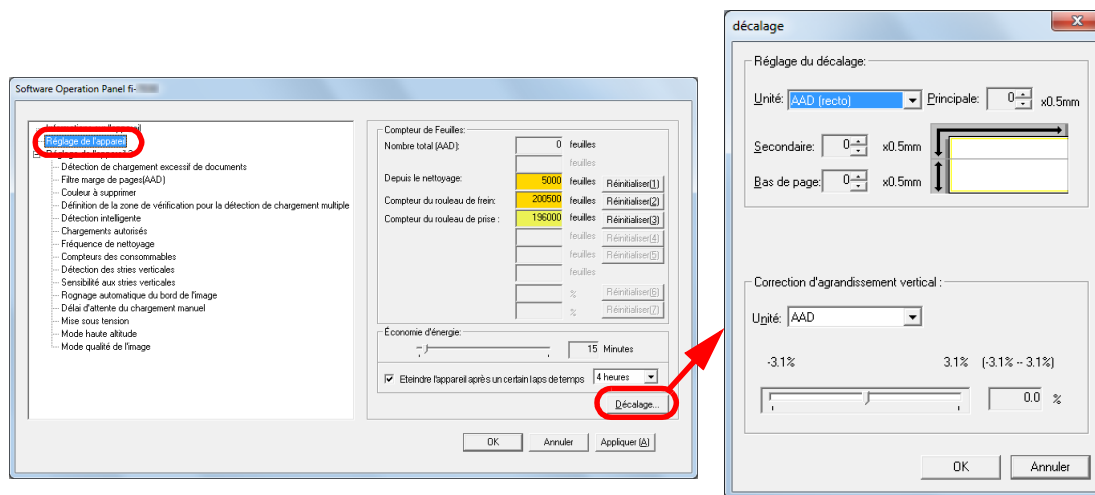 Software Operation Panel fi-
Réglage de l'appareil
Détection de chargement excessif de documents
Filtre marge de pages(AAD)
Couleur à supprimer
Définition de la zone de vérification pour la détection de chargement multiple
Détection intelligente
Chargements autorisés
Fréquence de nettoyage
Compteurs des consommables
Détection des stries verticales
Sensibilité aux stries verticales
Rognage automatique du bord de l'image
Délai d'attente du chargement manuel
Mise sous tension
Mode haute altitude
Mode qualité de l'image
Compteur de Feuilles:
Nombre total (AAD): 0 feuilles
feuilles
Depuis le nettoyage: 5000 feuilles Réinitialiser(1)
Compteur du rouleau de frein: 200500 feuilles Réinitialiser(2)
Compteur du rouleau de prise : 196000 feuilles Réinitialiser(3)
feuilles Réinitialiser(4)
feuilles Réinitialiser(5)
feuilles
% Réinitialiser(6)
% Réinitialiser(7)
Économie d'énergie:
15 Minutes
Eteindre l'appareil après un certain laps de temps 4 heures
Décalage...
OK Annuler Appliquer (A)
décalage
Réglage du décalage:
Unité: AAD (recto) Principale: 0 x0.5mm
Secondaire: 0 x0.5mm
Bas de page: 0 x0.5mm
Correction d'agrandissement vertical :
Unité: AAD
-3.1% 3.1% (-3.1% -- 3.1%)
0.0 %
OK Annuler